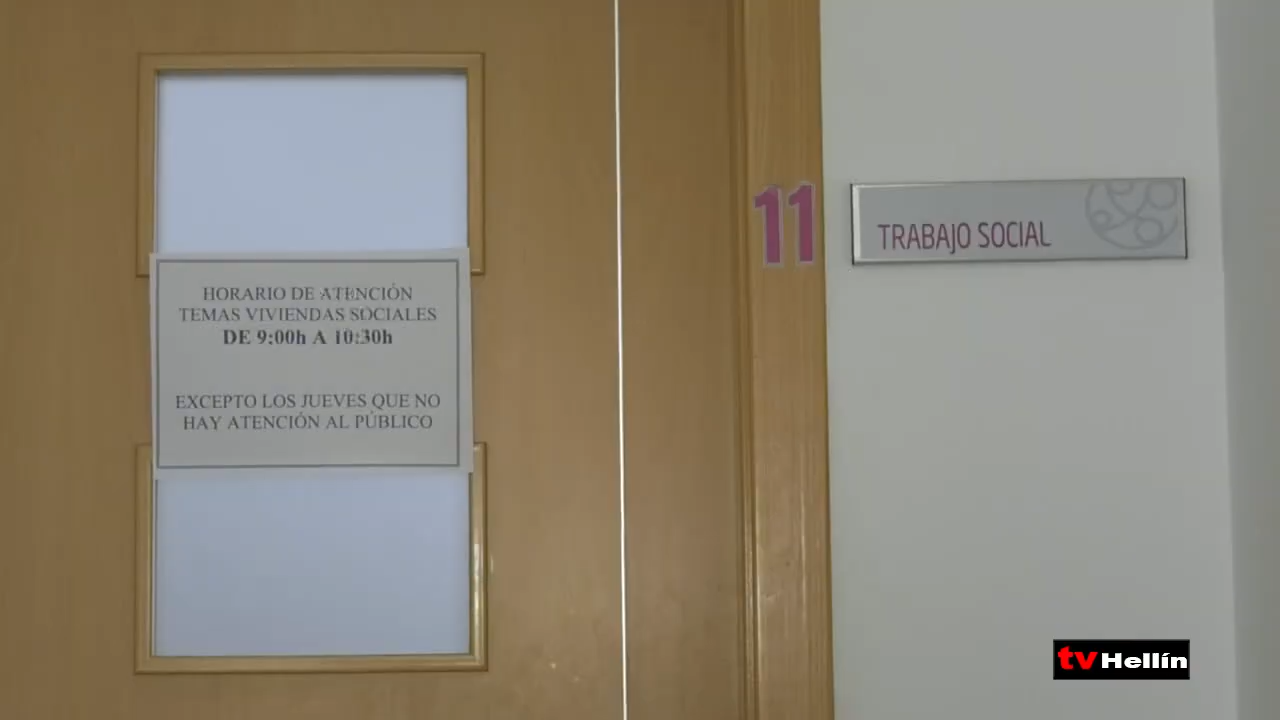 HORARIO DE ATENCIÓN
TEMAS VIVIENDAS SOCIALES
DE 9:00h A 10:30h
EXCEPTO LOS JUEVES QUE NO
HAY ATENCIÓN AL PÚBLICO
11
TRABAJO SOCIAL
tvHellín